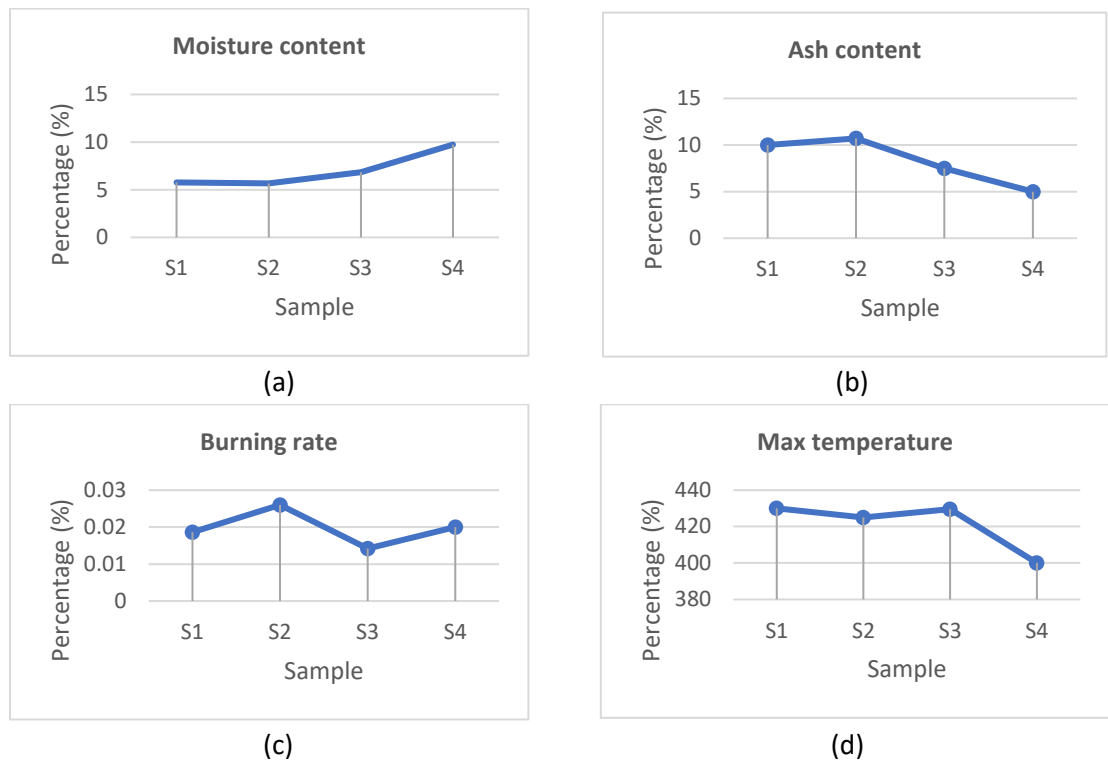 Moisture content
Percentage (%)
15
10
5
0
S1 S2 S3 S4
Sample
(a)
Ash content
Percentage (%)
15
10
5
0
S1 S2 S3 S4
Sample
(b)
Burning rate
Percentage (%)
0.03
0.02
0.01
0
S1 S2 S3 S4
Sample
(c)
Max temperature
Percentage (%)
440
420
400
380
S1 S2 S3 S4
Sample
(d)